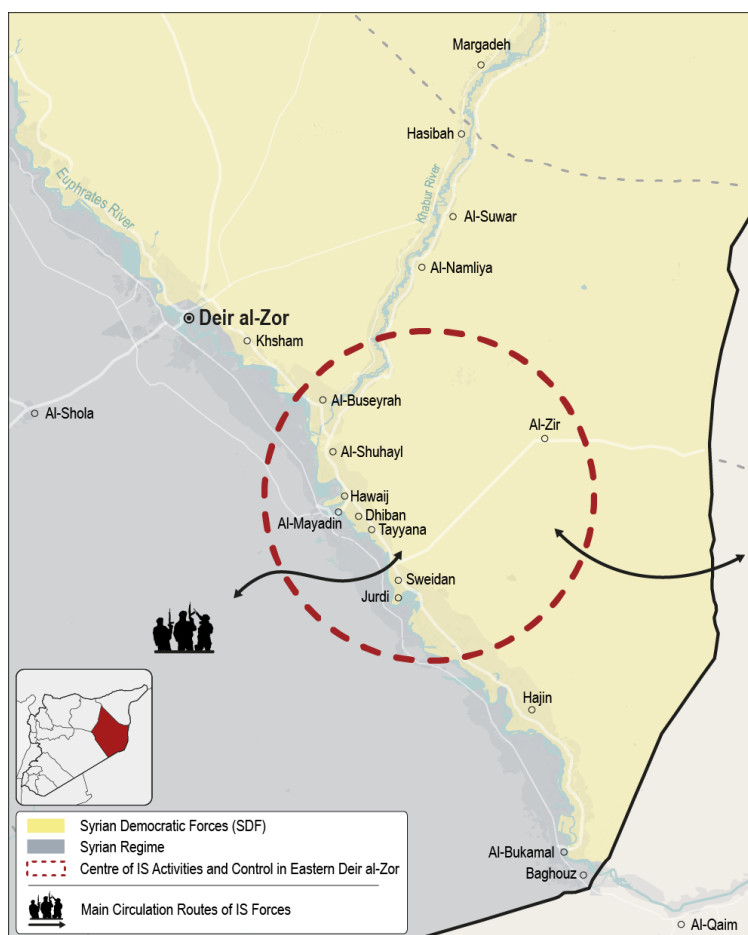 Margadeh
Hasibah
Euphrates River
Khabur River
Al-Suwar
Al-Namliya
Deir al-Zor
Khsham
Al-Buseyrah
Al-Shola
Al-Zir
Al-Shuhayl
Hawaij
Al-Mayadin
Dhiban
Tayyana
Sweidan
Jurdi
Hajin
Syrian Democratic Forces (SDF)
Syrian Regime
Centre of IS Activities and Control in Eastern Deir al-Zor
Main Circulation Routes of IS Forces
Al-Bukamal
Baghouz
Al-Qaim